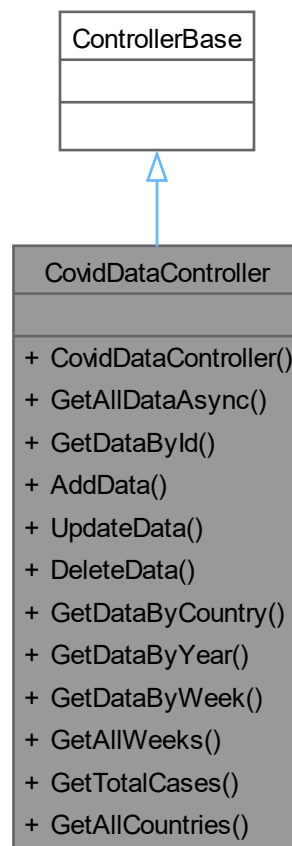 ControllerBase
CovidDataController
+ CovidDataController()
+ GetAllDataAsync()
+ GetDataById()
+ AddData()
+ UpdateData()
+ DeleteData()
+ GetDataByCountry()
+ GetDataByYear()
+ GetDataByWeek()
+ GetAllWeeks()
+ GetTotalCases()
+ GetAllCountries()